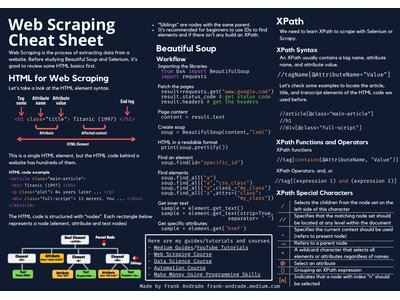 Web Scraping
Cheat Sheet
Web Scraping is the process of extracting data from a
website. Before studying Beautiful Soup and Selenium, it's
good to review some HTML basics first.
HTML for Web Scraping
Let's take a look at the HTML element syntax.
Tag
name
Attribute
name
Attribute
value
End tag
<h1 class="title"> Titanic (1997) </h1>
Attribute
Affected content
HTML Element
This is a single HTML element, but the HTML code behind a
website has hundreds of them.
HTML code example
<article class="main-article">
<h1> Titanic (1997) </h1>
<p class="plot"> 84 years later ... </p>
<div class="full-script"> 13 meters. You ... </div>
</article>
The HTML code is structured with "nodes". Each rectangle below
represents a node (element, attribute and text nodes)
Root Element
Parent Node
Siblings
• "Siblings" are nodes with the same parent.
• It's recommended for beginners to use IDs to find
elements and if there isn't any build an XPath.
Beautiful Soup
Workflow
Importing the libraries
from bs4 import BeautifulSoup
import requests
Fetch the pages
result=requests.get("www.google.com")
result.status_code # get status code
result.headers # get the headers
Page content
content = result.text
Create soup
soup = BeautifulSoup(content,"lxml")
HTML in a readable format
print(soup.prettify())
Find an element
soup.find(id="specific_id")
Find elements
soup.find_all("a")
soup.find_all("a","css_class")
soup.find_all("a",class_="my_class")
soup.find_all("a",attrs={"class":
"my_class"})
Get inner text
sample = element.get_text()
sample = element.get_text(strip=True,
separator= ' ')
Get specific attributes
sample = element.get('href')
Here are my guides/tutorials and courses
- Medium Guides/YouTube Tutorials
- Web Scraping Course
- Data Science Course
- Automation Course
- Make Money Using Programming Skills
Made by Frank Andrade frank-andrade.medium.com
XPath
We need to learn XPath to scrape with Selenium or
Scrapy.
XPath Syntax
An XPath usually contains a tag name, attribute
name, and attribute value.
//tagName[@AttributeName="Value"]
Let's check some examples to locate the article,
title, and transcript elements of the HTML code we
used before.
//article[@class="main-article"]
//h1
//div[@class="full-script"]
XPath Functions and Operators
XPath functions
//tag[contains(@AttributeName, "Value")]
XPath Operators: and, or
//tag[(expression 1) and (expression 2)]
XPath Special Characters
/ Selects the children from the node set on the
left side of this character
// Specifies that the matching node set should
be located at any level within the document
. Specifies the current context should be used
(refers to present node)
.. Refers to a parent node
* A wildcard character that selects all
elements or attributes regardless of names
@ Select an attribute
() Grouping an XPath expression
[n] Indicates that a node with index "n" should
be selected